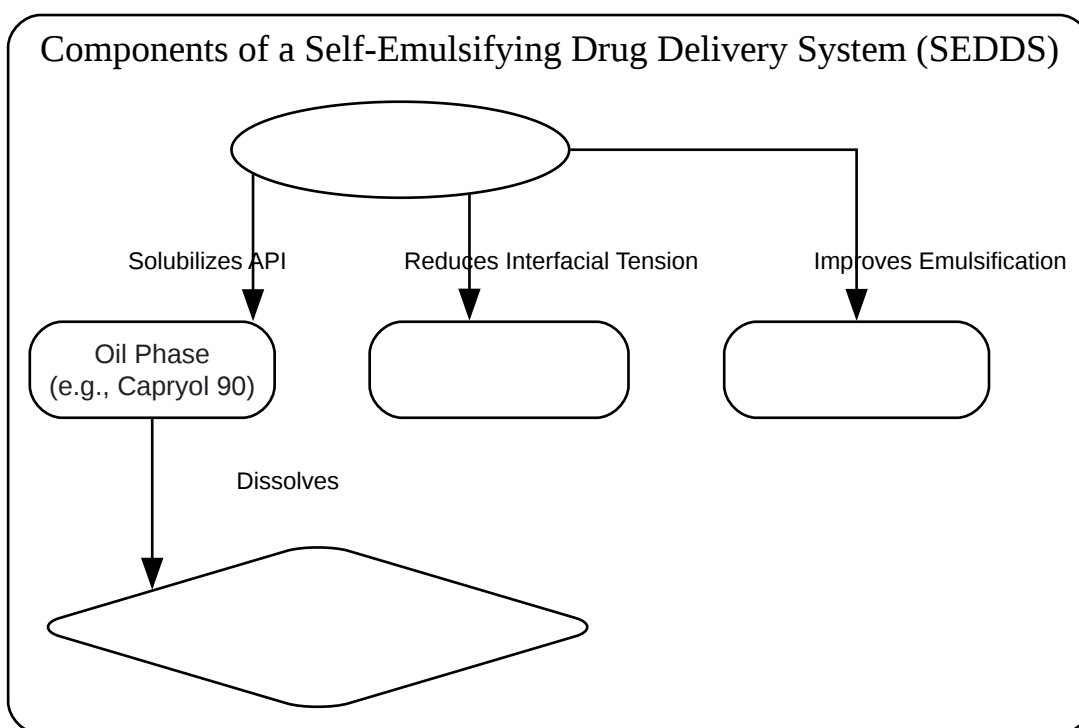 Components of a Self-Emulsifying Drug Delivery System (SEDDS)
Solubilizes API
Reduces Interfacial Tension
Improves Emulsification
Oil Phase
(e.g., Capryol 90)
Dissolves